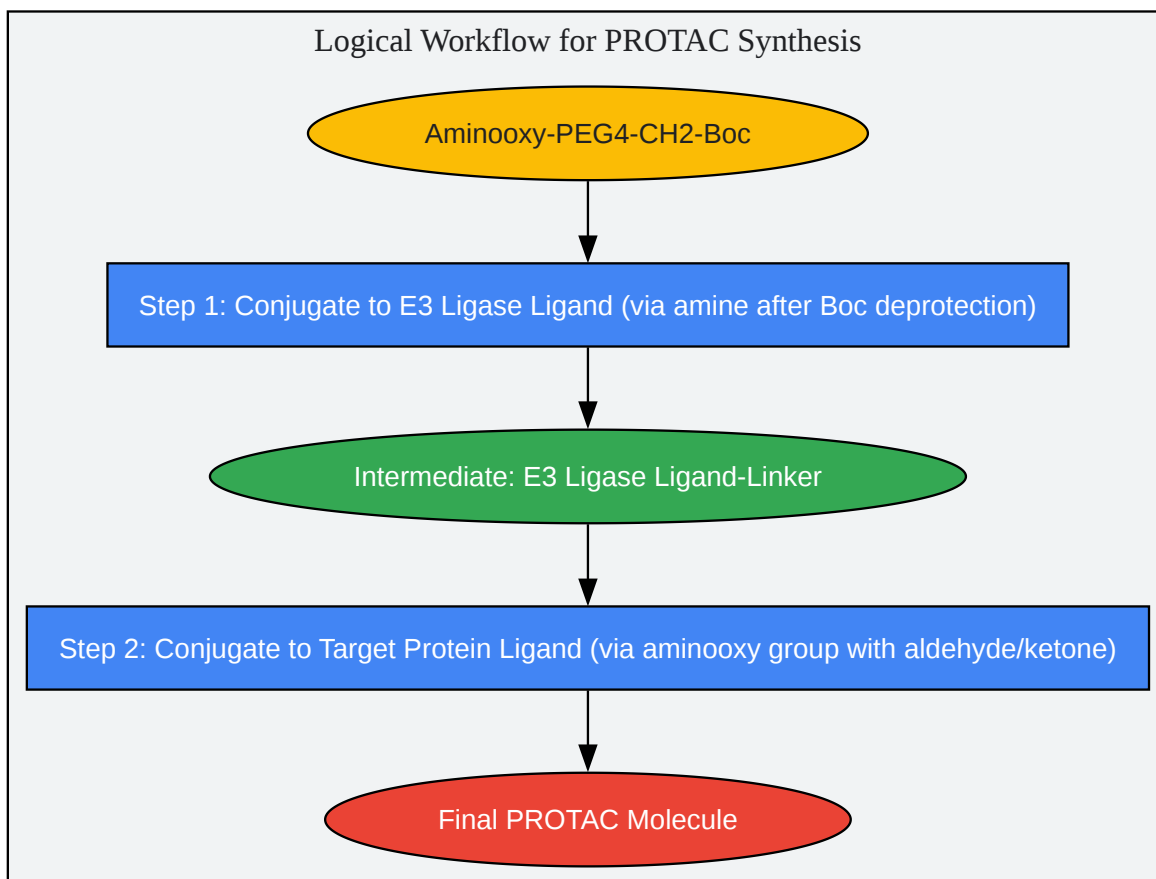 Logical Workflow for PROTAC Synthesis
Aminooxy-PEG4-CH2-Boc
Step 1: Conjugate to E3 Ligase Ligand (via amine after Boc deprotection)
Intermediate: E3 Ligase Ligand-Linker
Step 2: Conjugate to Target Protein Ligand (via aminooxy group with aldehyde/ketone)
Final PROTAC Molecule